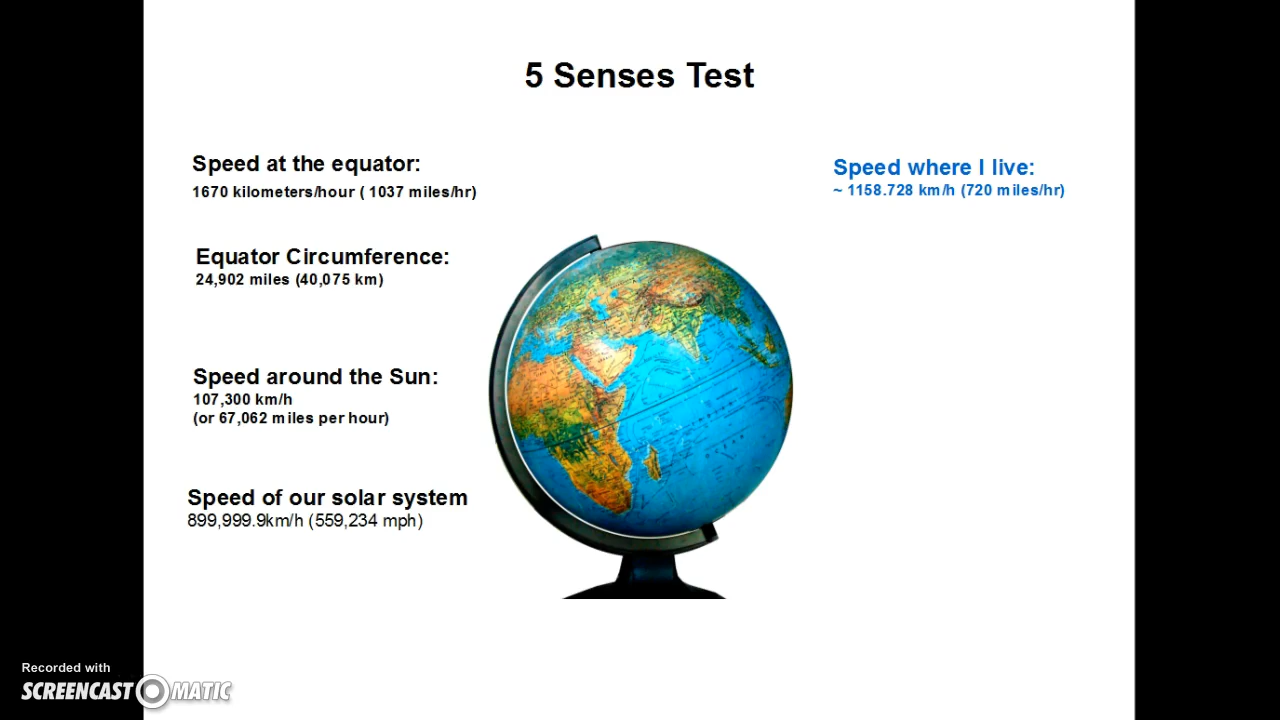 5 Senses Test
Speed at the equator:
1670 kilometers/hour ( 1037 miles/hr)
Speed where I live:
~ 1158.728 km/h (720 miles/hr)
Equator Circumference:
24,902 miles (40,075 km)
Speed around the Sun:
107,300 km/h
(or 67,062 miles per hour)
Speed of our solar system
899,999.9km/h (559,234 mph)
Recorded with
SCREENCAST MATIC